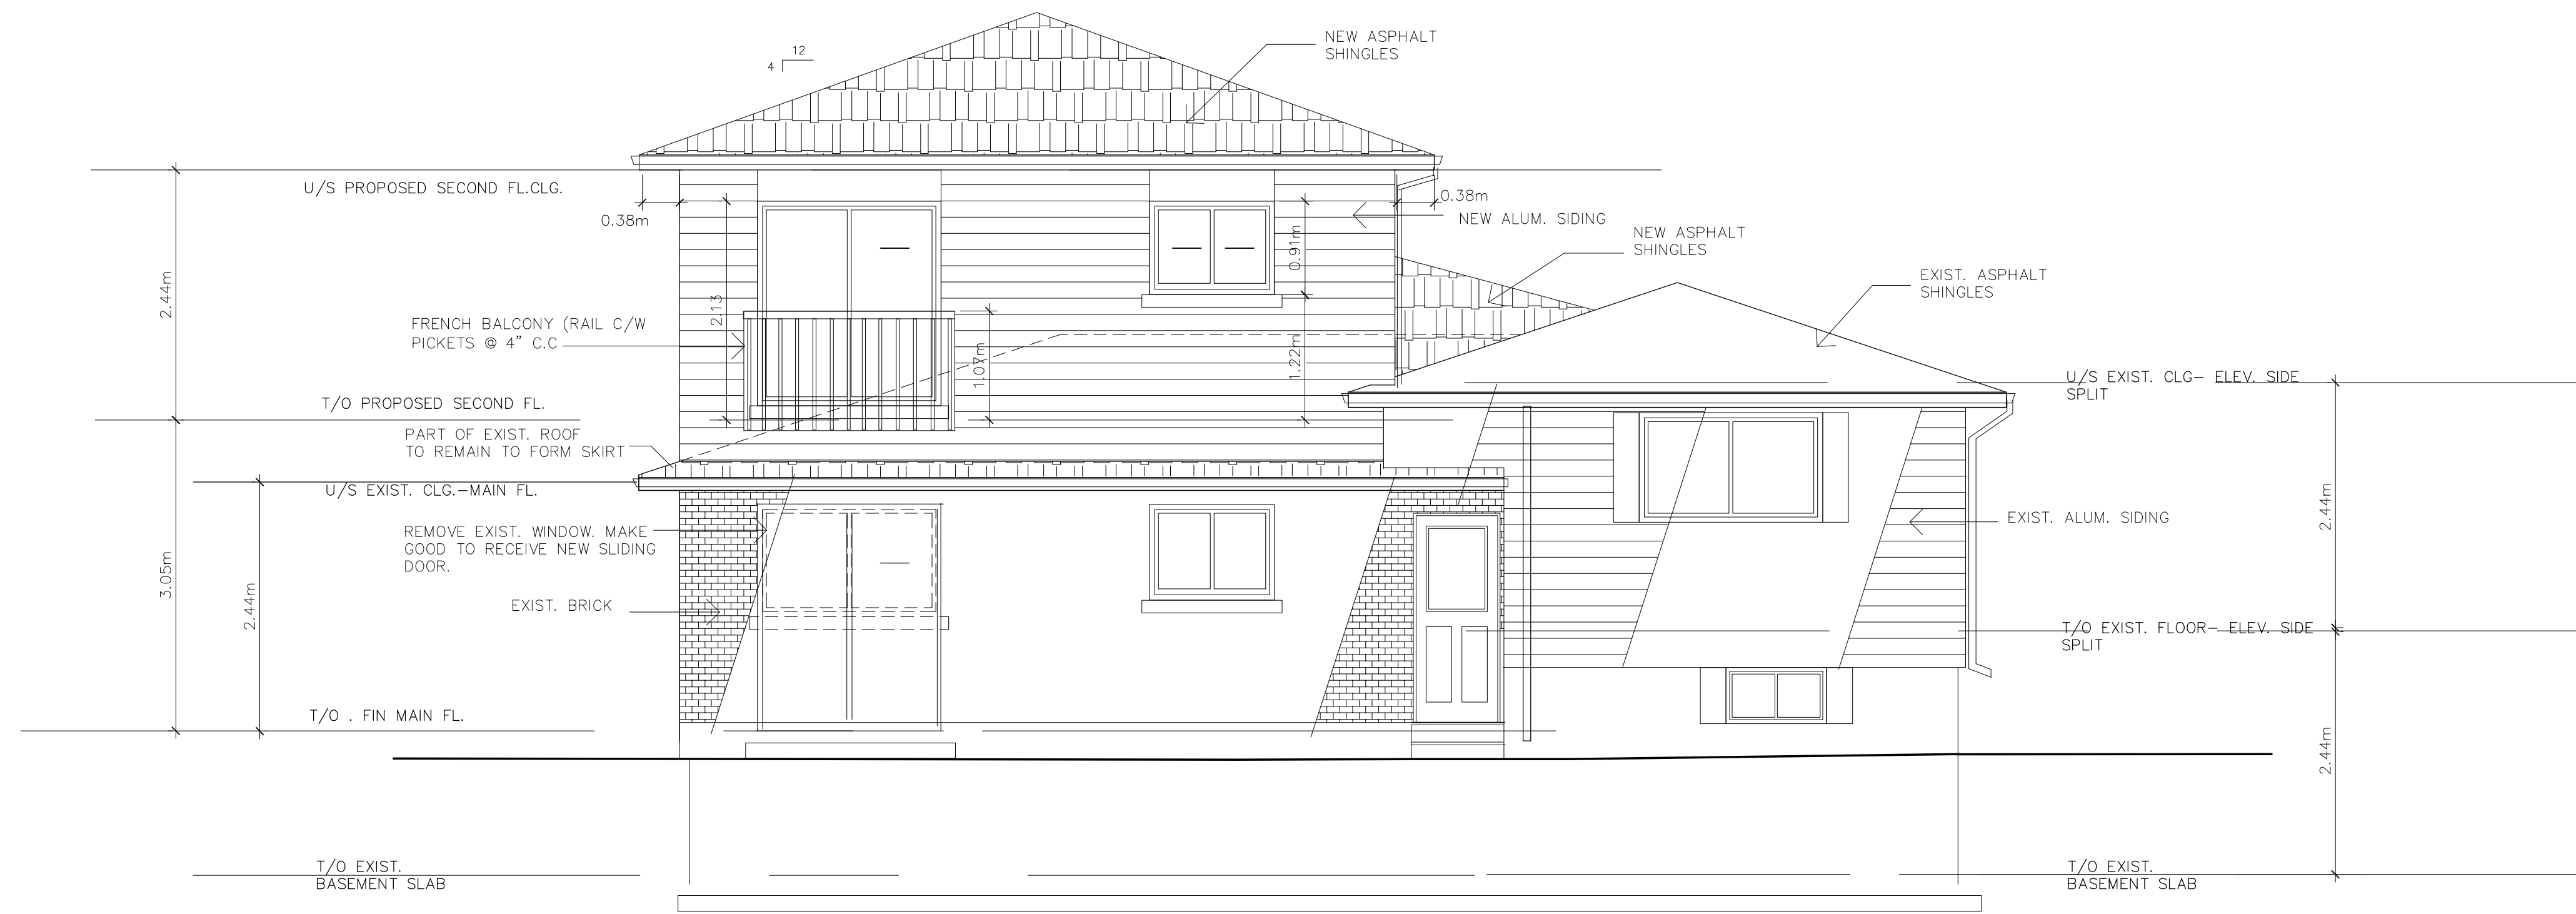 NEW ASPHALT
SHINGLES
12
4
U/S PROPOSED SECOND FL.CLG.
0.38m
0.38m
NEW ALUM. SIDING
NEW ASPHALT
SHINGLES
EXIST. ASPHALT
SHINGLES
2.44m
2.13
0.91m
FRENCH BALCONY (RAIL C/W
PICKETS @ 4" C.C
1.07m
1.22m
T/O PROPOSED SECOND FL.
U/S EXIST. CLG- ELEV. SIDE
SPLIT
PART OF EXIST. ROOF
TO REMAIN TO FORM SKIRT
U/S EXIST. CLG.-MAIN FL.
REMOVE EXIST. WINDOW. MAKE
GOOD TO RECEIVE NEW SLIDING
DOOR.
EXIST. ALUM. SIDING
2.44m
3.05m
2.44m
EXIST. BRICK
T/O EXIST. FLOOR- ELEV. SIDE
SPLIT
T/O . FIN MAIN FL.
2.44m
T/O EXIST.
BASEMENT SLAB
T/O EXIST.
BASEMENT SLAB